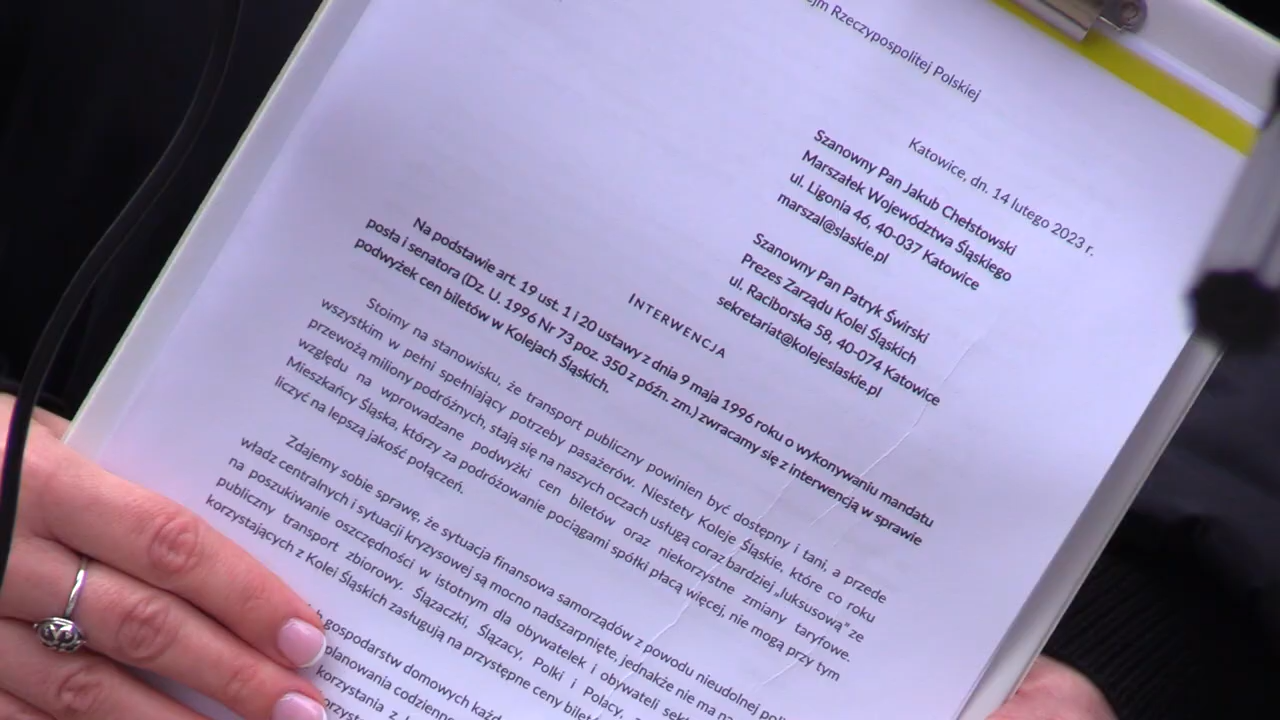 Rzeczypospolitej Polskiej
Katowice, dn. 14 lutego 2023 r.
Szanowny Pan Jakub Chełstowski
Marszałek Województwa Śląskiego
ul. Ligonia 46, 40-037 Katowice
marszal@slaskie.pl
Szanowny Pan Patryk Świrski
Prezes Zarządu Kolei Śląskich
ul. Raciborska 58, 40-074 Katowice
sekretariat@kolejeslaskie.pl
INTERWENCJA
Na podstawie art. 19 ust. 1 i 20 ustawy z dnia 9 maja 1996 roku o wykonywaniu mandatu
posła i senatora (Dz. U. 1996 Nr 73 poz. 350 z późn. zm.) zwracamy się z interwencją w sprawie
podwyżek cen biletów w Kolejach Śląskich.
Stoimy na stanowisku, że transport publiczny powinien być dostępny i tani, a przede
wszystkim w pełni spełniający potrzeby pasażerów. Niestety Koleje Śląskie, które co roku
przewożą miliony podróżnych, stają się na naszych oczach usługą coraz bardziej „luksusową" ze
względu na wprowadzane podwyżki cen biletów oraz niekorzystne zmiany taryfowe.
Mieszkańcy Śląska, którzy za podróżowanie pociągami spółki płacą więcej, nie mogą przy tym
liczyć na lepszą jakość połączeń.
Zdajemy sobie sprawę, że sytuacja finansowa samorządów z powodu nieudolnej
władz centralnych i sytuacji kryzysowej są mocno nadszarpnięte, jednakże nie ma
na poszukiwanie oszczędności w istotnym dla obywatelek i obywateli
publiczny transport zbiorowy. Ślązaczki, Ślązacy, Polki i Polacy,
korzystających z Kolei Śląskich zasługują na przystępne ceny
gospodarstw domowych
planowania
korzystania z